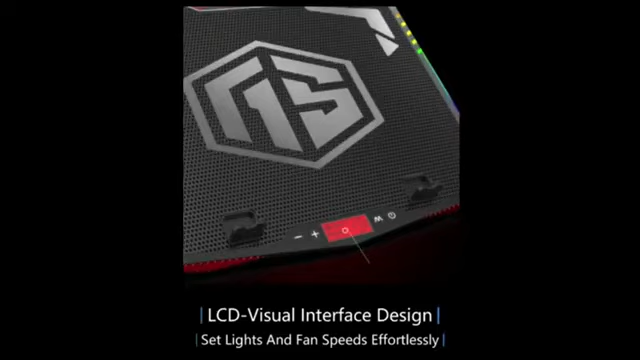 − + M
LCD-Visual Interface Design
Set Lights And Fan Speeds Effortlessly